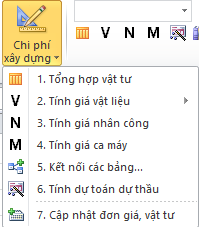 Chi phí
xây dựng
V N M
1. Tổng hợp vật tư
V 2. Tính giá vật liệu
N 3. Tính giá nhân công
M 4. Tính giá ca máy
5. Kết nối các bảng...
6. Tính dự toán dự thầu
7. Cập nhật đơn giá, vật tư